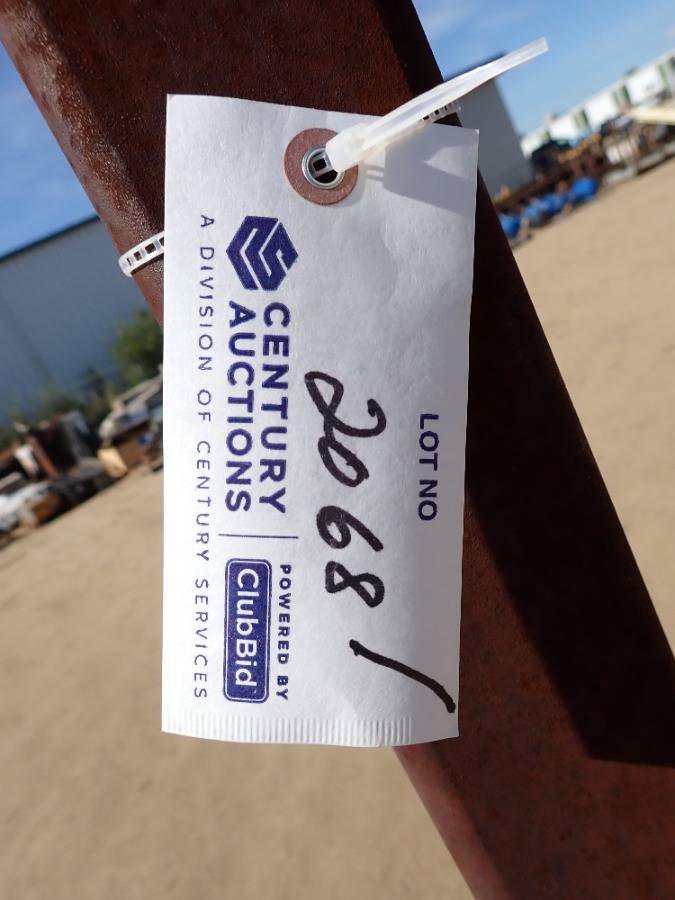 LOT NO
20681
CENTURY
AUCTIONS
POWERED BY
ClubBid
A DIVISION OF CENTURY SERVICES